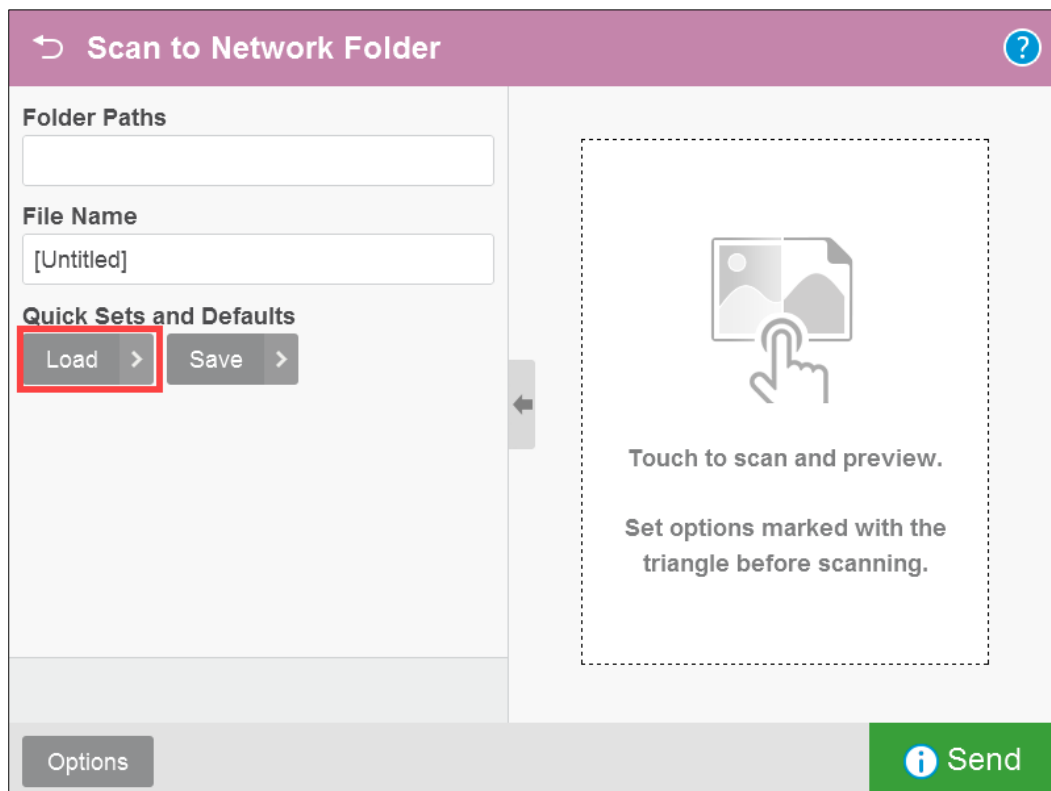 Scan to Network Folder
?
Folder Paths
File Name
[Untitled]
Quick Sets and Defaults
Load
Save
Touch to scan and preview.
Set options marked with the
triangle before scanning.
Options
i Send